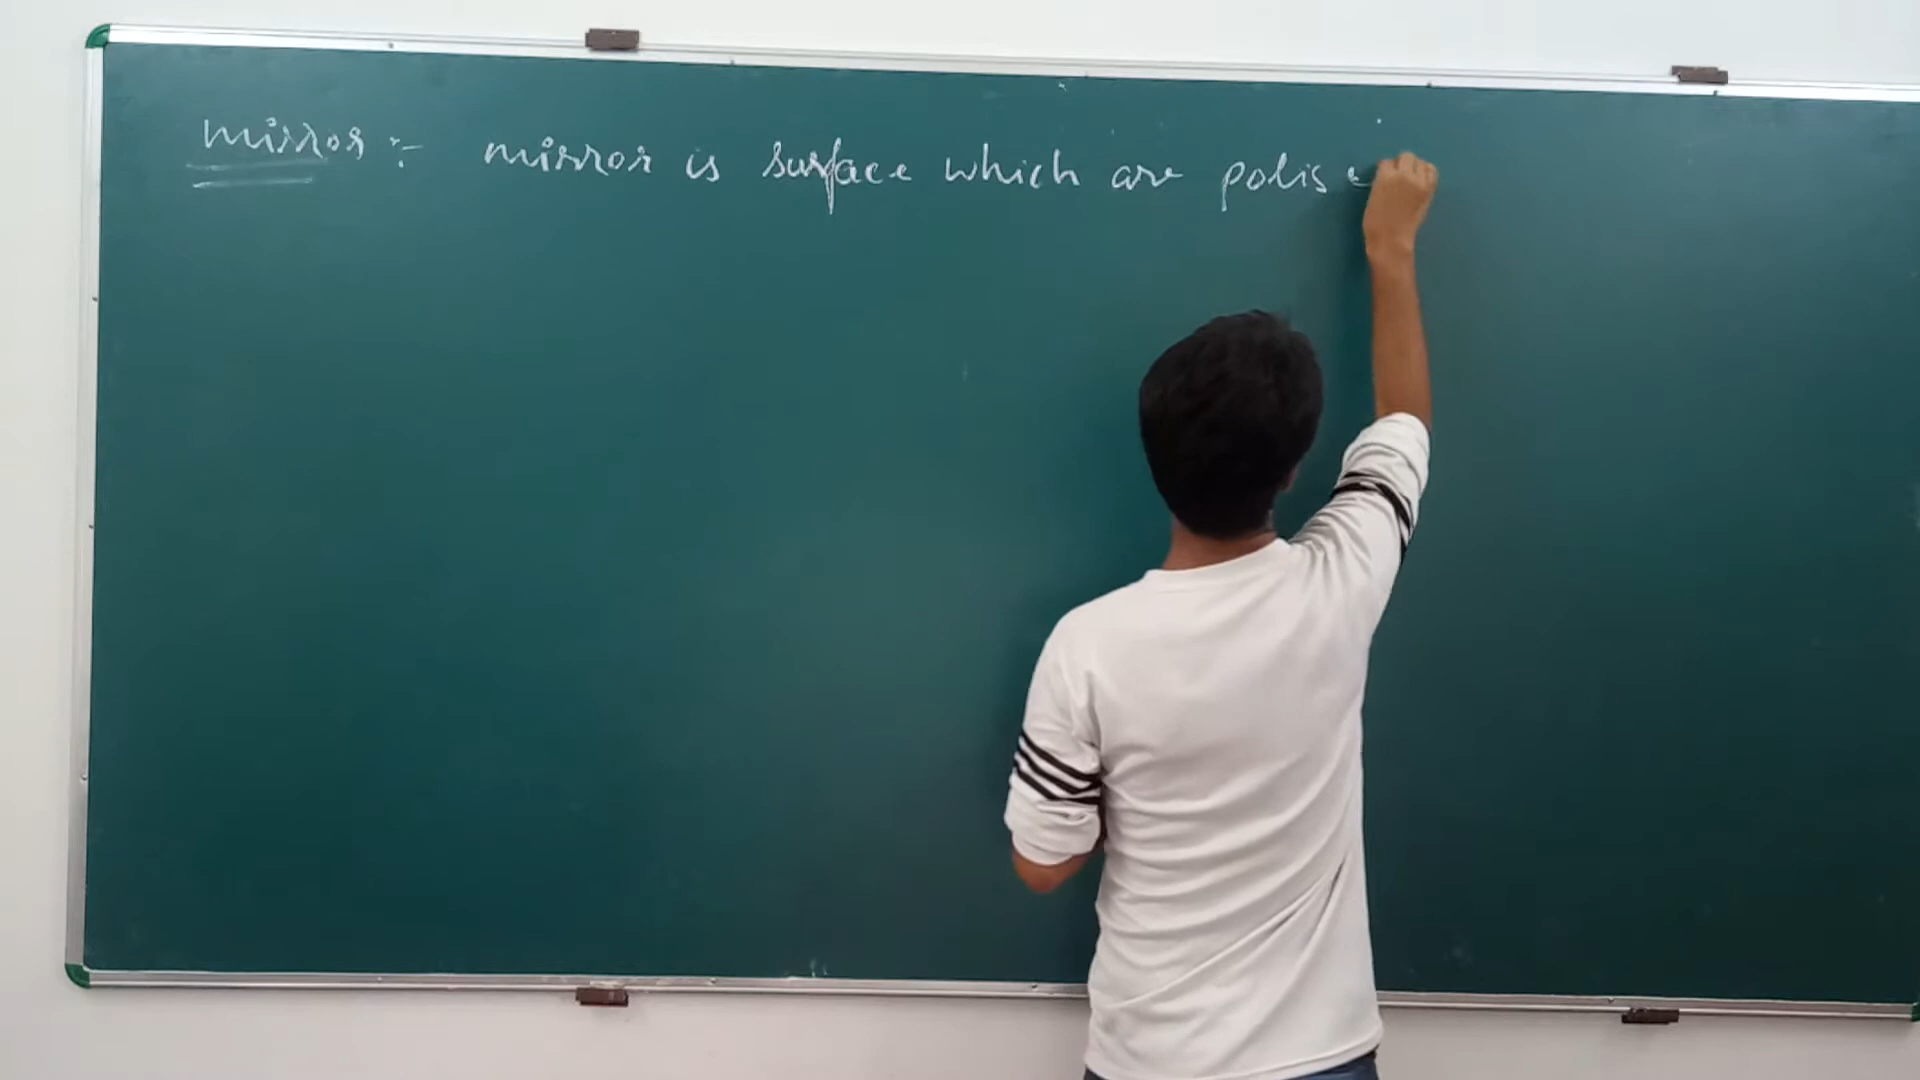 mirror :- mirror is surface which are polis